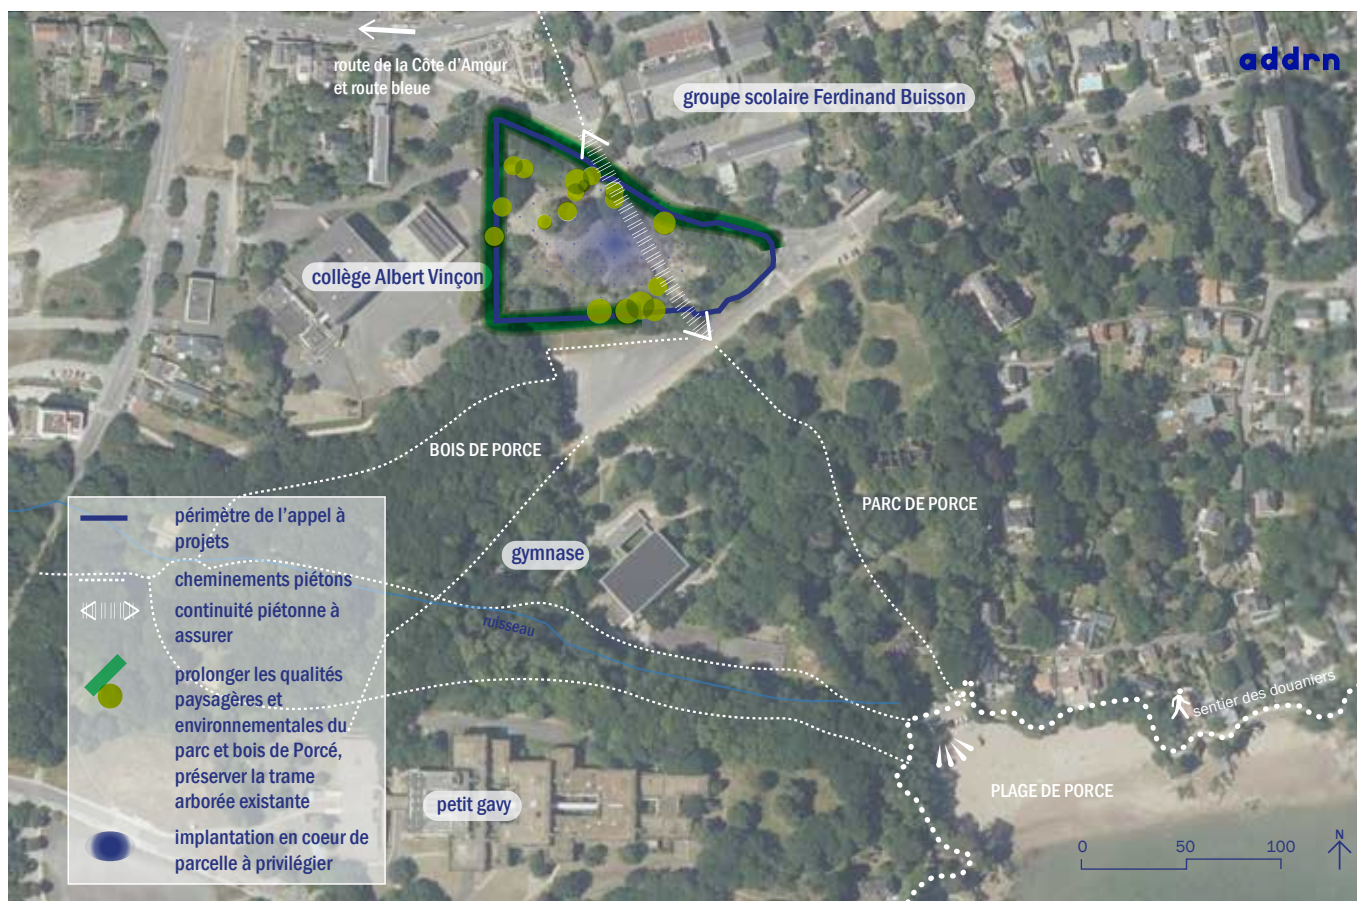 addrn
route de la Côte d'Amour
et route bleue
groupe scolaire Ferdinand Buisson
collège Albert Vinçon
BOIS DE PORCE
PARC DE PORCE
gymnase
ruisseau
sentier des douaniers
PLAGE DE PORCE
petit gavy
périmètre de l'appel à
projets
cheminements piétons
continuité piétonne à
assurer
prolonger les qualités
paysagères et
environnementales du
parc et bois de Porcé,
préserver la trame
arborée existante
implantation en coeur de
parcelle à privilégier
0 50 100
N